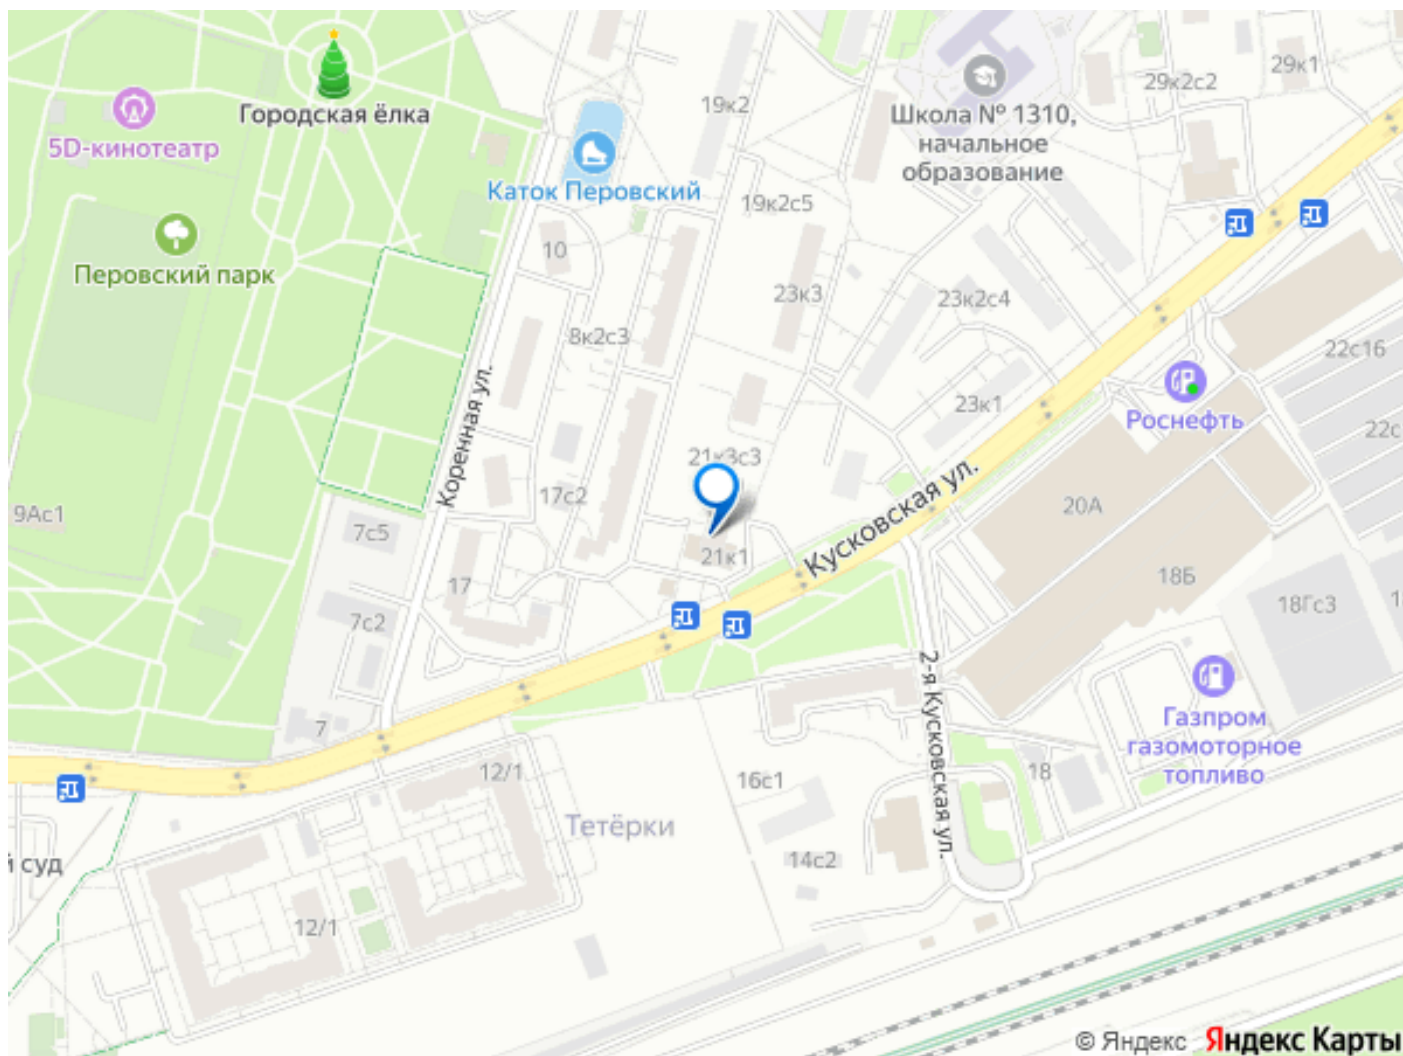 Городская ёлка
5D-кинотеатр
Перовский парк
Каток Перовский
19к2
Школа № 1310,
начальное
образование
29к2с2
29к1
19к2с5
10
23к3
23к2с4
8к2с3
22с16
Роснефть
22с
23к1
Коренная ул.
21к3с3
17с2
9Ас1
7с5
Кусковская ул.
20А
21к1
17
18Б
18Гс3
7с2
2-я Кусковская ул.
7
Газпром
газомоторное
топливо
12/1
16с1
18
Тетёрки
й суд
14с2
12/1
© Яндекс Яндекс Карты